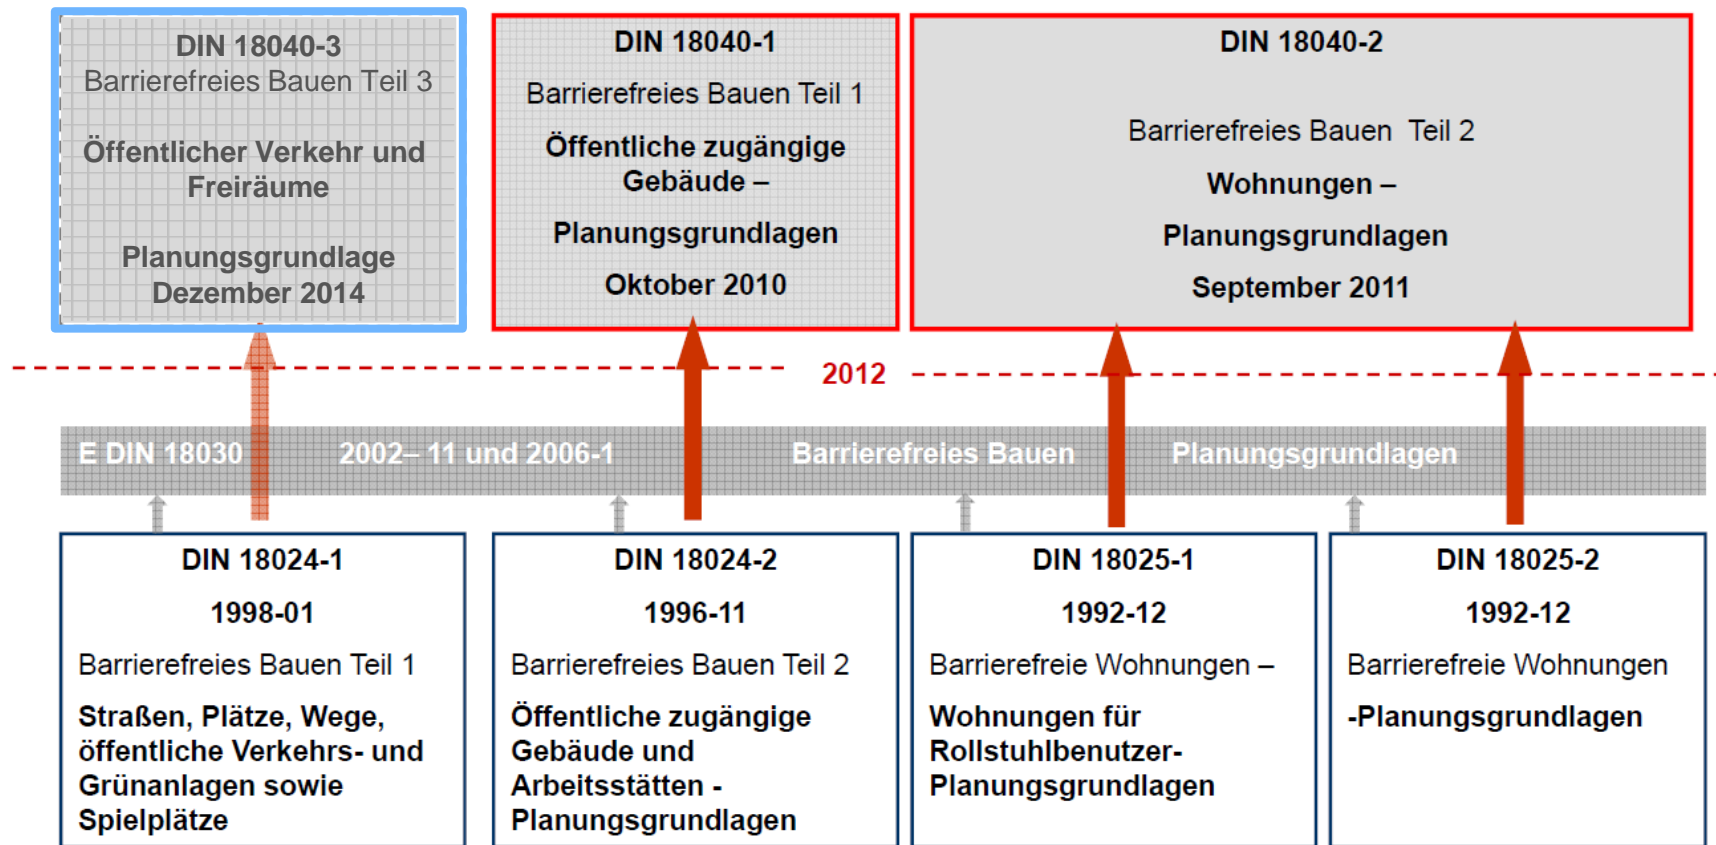 DIN 18040-3
Barrierefreies Bauen Teil 3
Öffentlicher Verkehr und
Freiräume
Planungsgrundlage
Dezember 2014
DIN 18040-1
Barrierefreies Bauen Teil 1
Öffentliche zugängige
Gebäude –
Planungsgrundlagen
Oktober 2010
DIN 18040-2
Barrierefreies Bauen Teil 2
Wohnungen –
Planungsgrundlagen
September 2011
2012
E DIN 18030 2002– 11 und 2006-1 Barrierefreies Bauen Planungsgrundlagen
DIN 18024-1
1998-01
Barrierefreies Bauen Teil 1
Straßen, Plätze, Wege,
öffentliche Verkehrs- und
Grünanlagen sowie
Spielplätze
DIN 18024-2
1996-11
Barrierefreies Bauen Teil 2
Öffentliche zugängige
Gebäude und
Arbeitsstätten -
Planungsgrundlagen
DIN 18025-1
1992-12
Barrierefreie Wohnungen –
Wohnungen für
Rollstuhlbenutzer-
Planungsgrundlagen
DIN 18025-2
1992-12
Barrierefreie Wohnungen
-Planungsgrundlagen